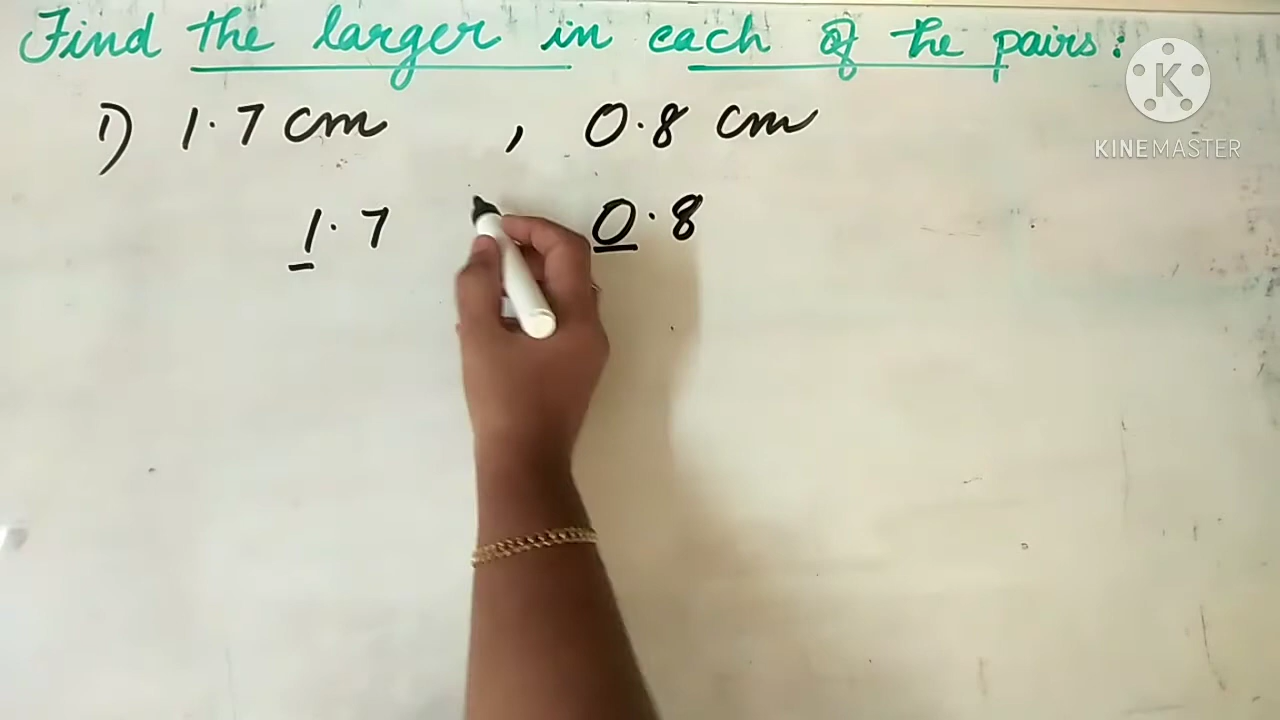 Find the larger in each of the pairs:
1) 1.7 cm , 0.8 cm
1.7 0.8
K
KINEMASTER